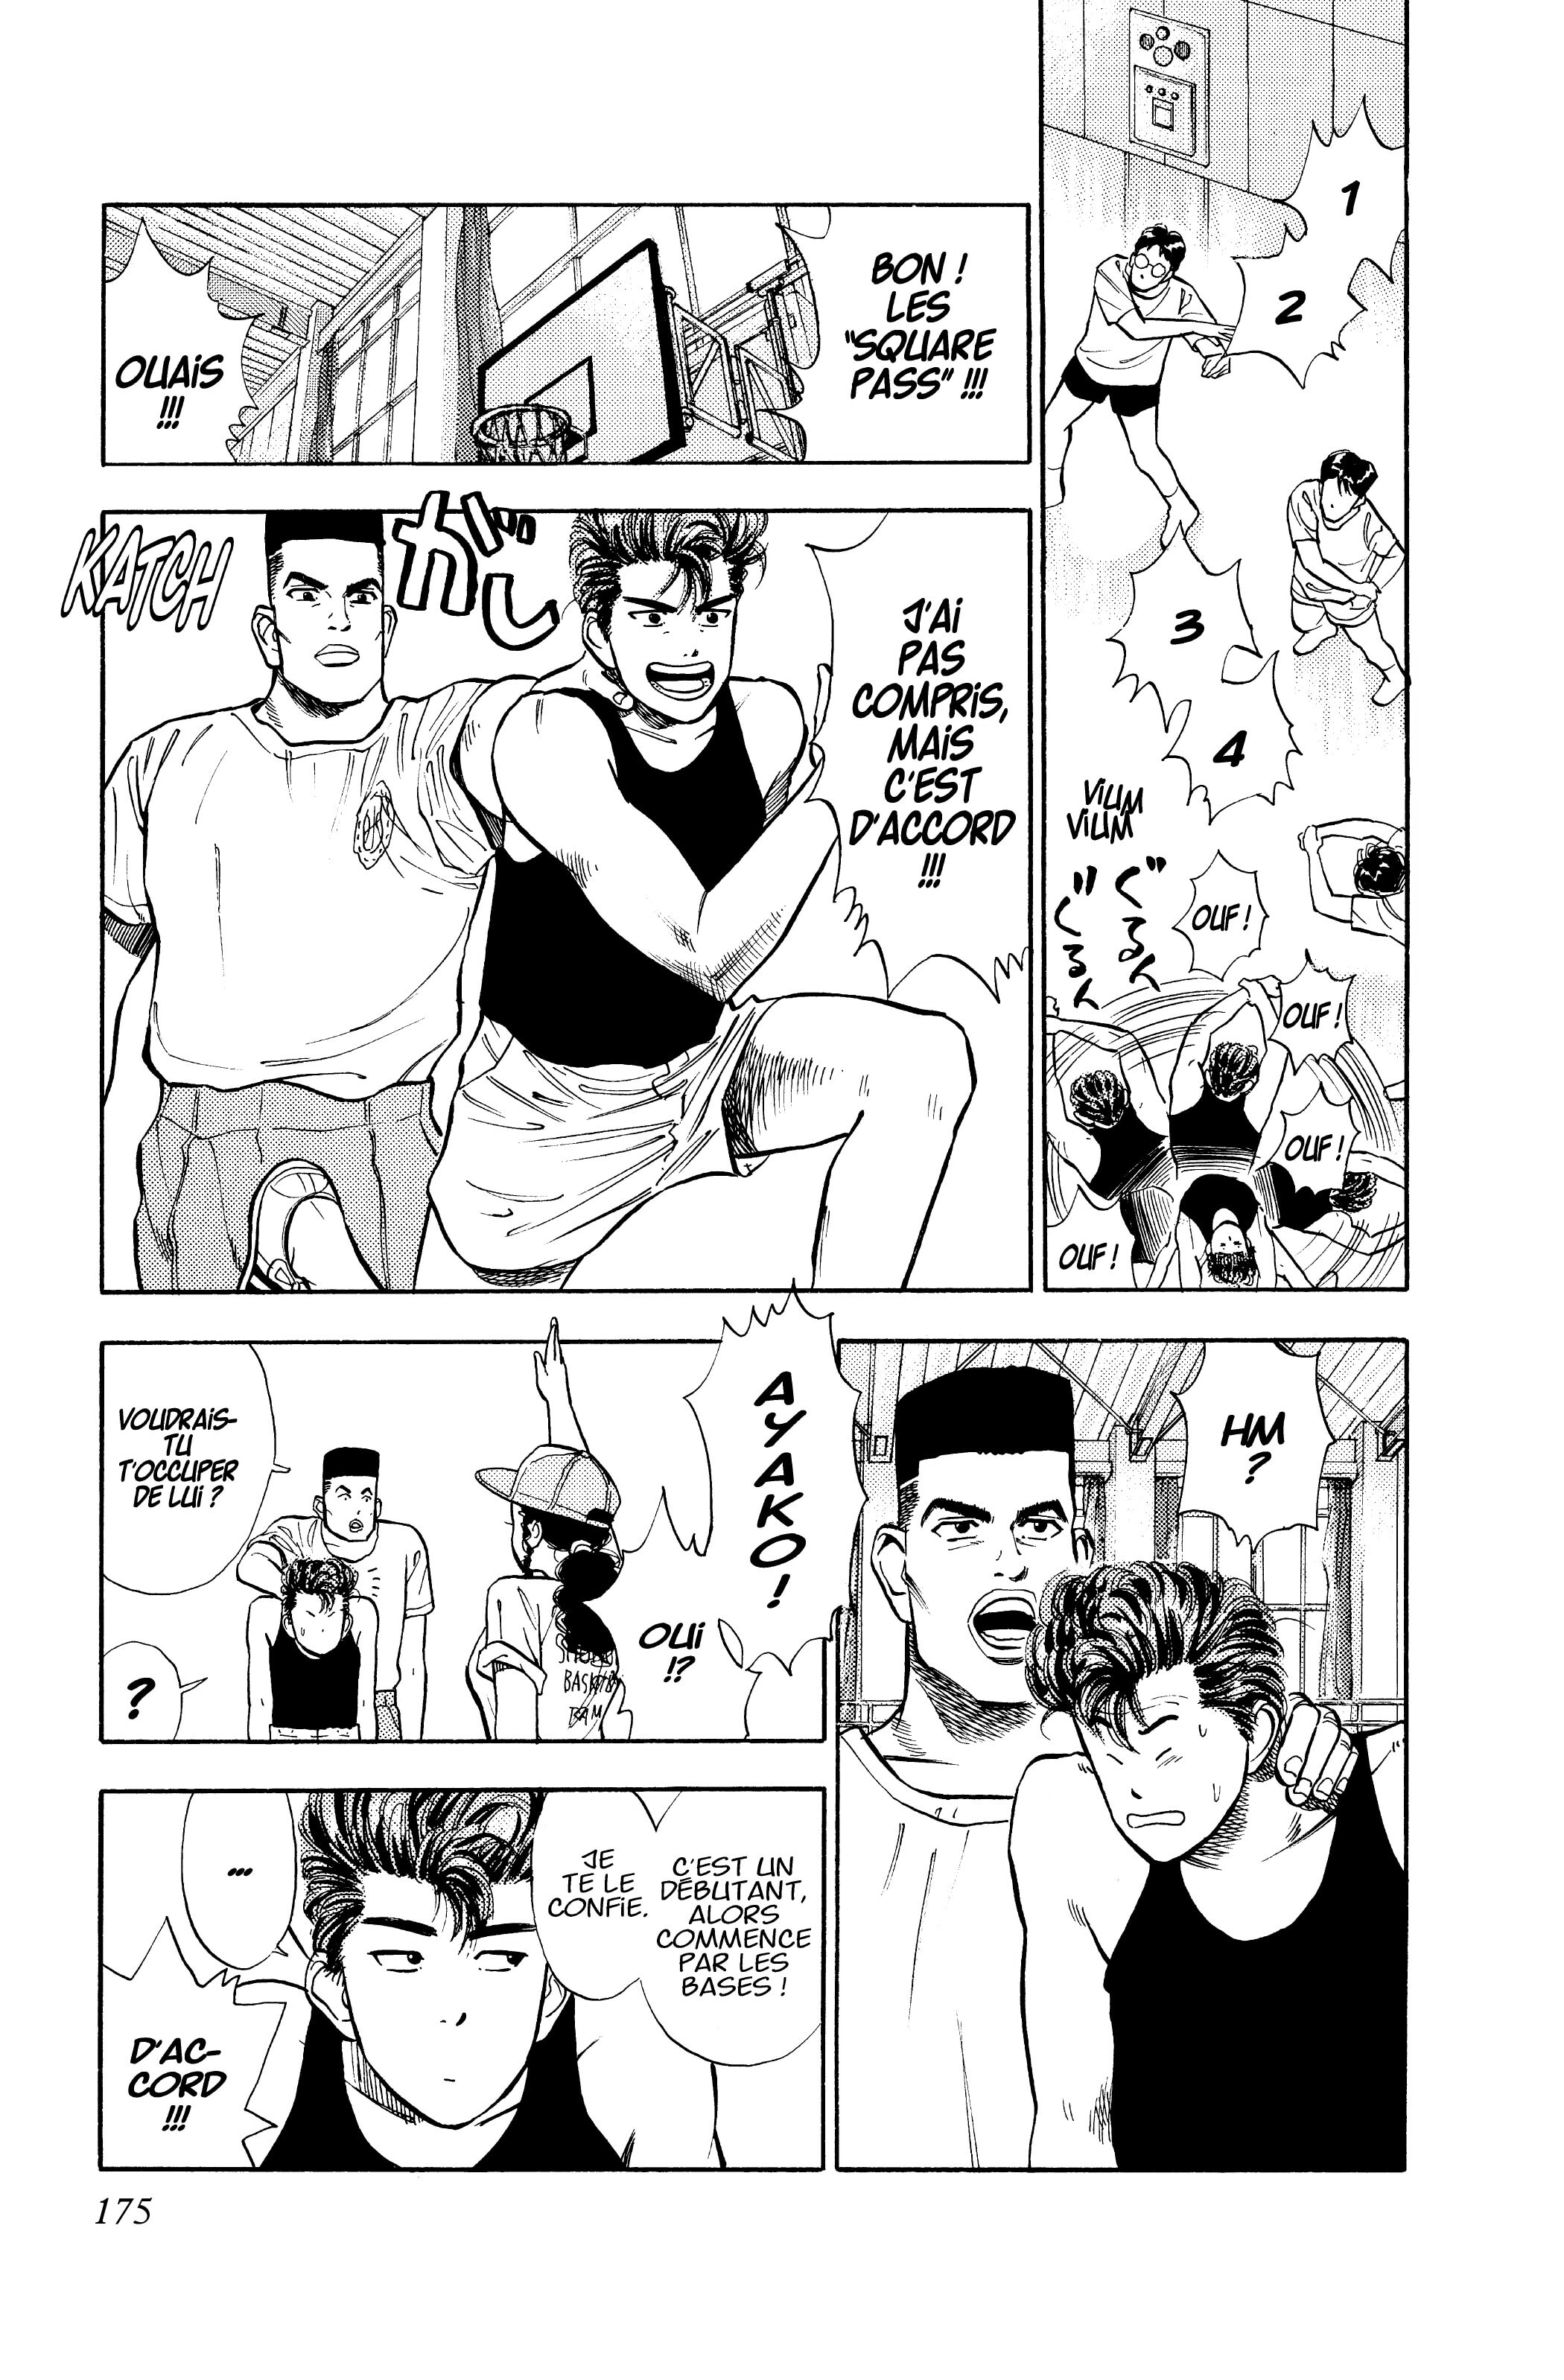 1
2
3
4
VIUM
VIUM
ぐるん
ぐるん
OUF !
OUF !
OUF !
OUF !
BON !
LES
"SQUARE
PASS" !!!
OUAIS
!!!
J'AI
PAS
COMPRIS,
MAIS
C'EST
D'ACCORD
!!!
がし
KATCH
HM
?
AYAKO !
OUI
!?
VOUDRAIS-
TU
T'OCCUPER
DE LUI ?
?
BASKET
C'EST UN
DÉBUTANT,
ALORS
COMMENCE
PAR LES
BASES !
JE
TE LE
CONFIE.
...
D'AC-
CORD
!!!
175